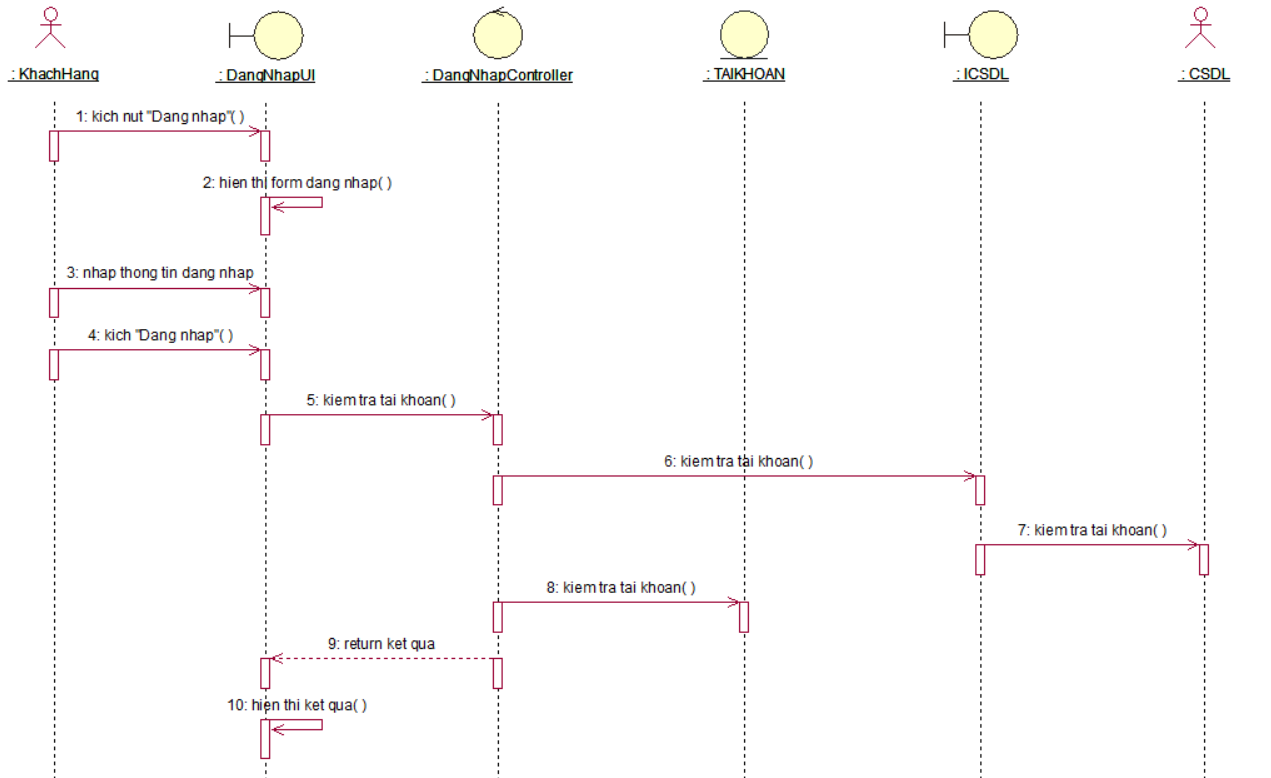 : KhachHang
: DangNhapUI
: DangNhapController
: TAIKHOAN
: ICSDL
: CSDL
1: kich nut "Dang nhap"( )
2: hien thi form dang nhap( )
3: nhap thong tin dang nhap
4: kich "Dang nhap"( )
5: kiem tra tai khoan( )
6: kiem tra tai khoan( )
7: kiem tra tai khoan( )
8: kiem tra tai khoan( )
9: return ket qua
10: hien thi ket qua( )